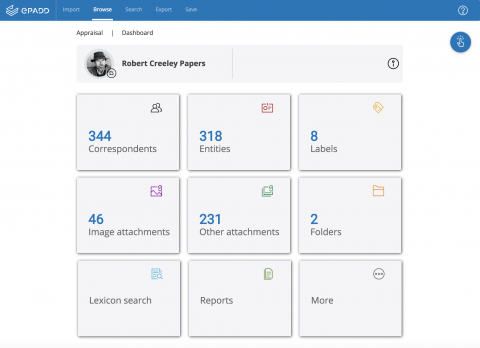 ePADD Import Browse Search Export Save
Appraisal | Dashboard
Robert Creeley Papers
344 318 8
Correspondents Entities Labels
46 231 2
Image attachments Other attachments Folders
Lexicon search Reports More